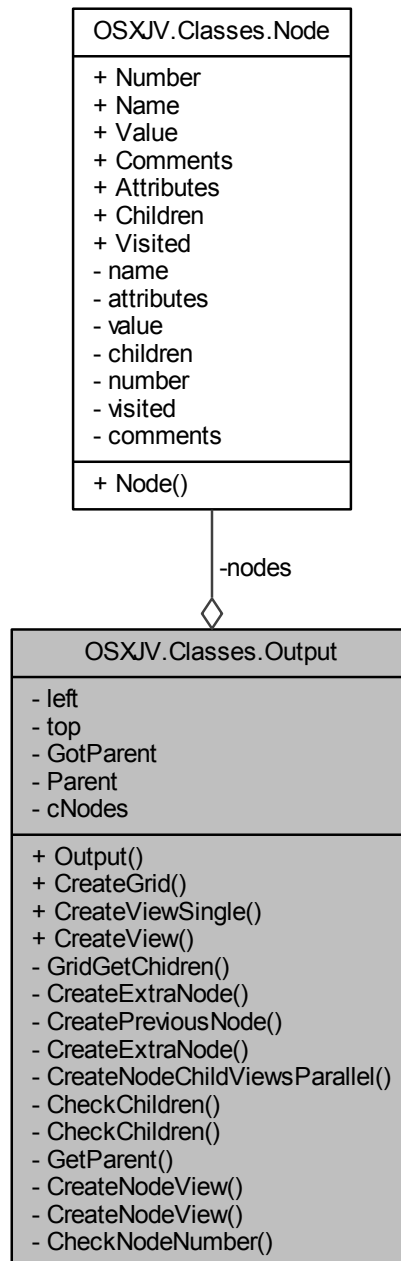 OSXJV.Classes.Node
+ Number
+ Name
+ Value
+ Comments
+ Attributes
+ Children
+ Visited
- name
- attributes
- value
- children
- number
- visited
- comments
+ Node()
-nodes
OSXJV.Classes.Output
- left
- top
- GotParent
- Parent
- cNodes
+ Output()
+ CreateGrid()
+ CreateViewSingle()
+ CreateView()
- GridGetChidren()
- CreateExtraNode()
- CreatePreviousNode()
- CreateExtraNode()
- CreateNodeChildViewsParallel()
- CheckChildren()
- CheckChildren()
- GetParent()
- CreateNodeView()
- CreateNodeView()
- CheckNodeNumber()